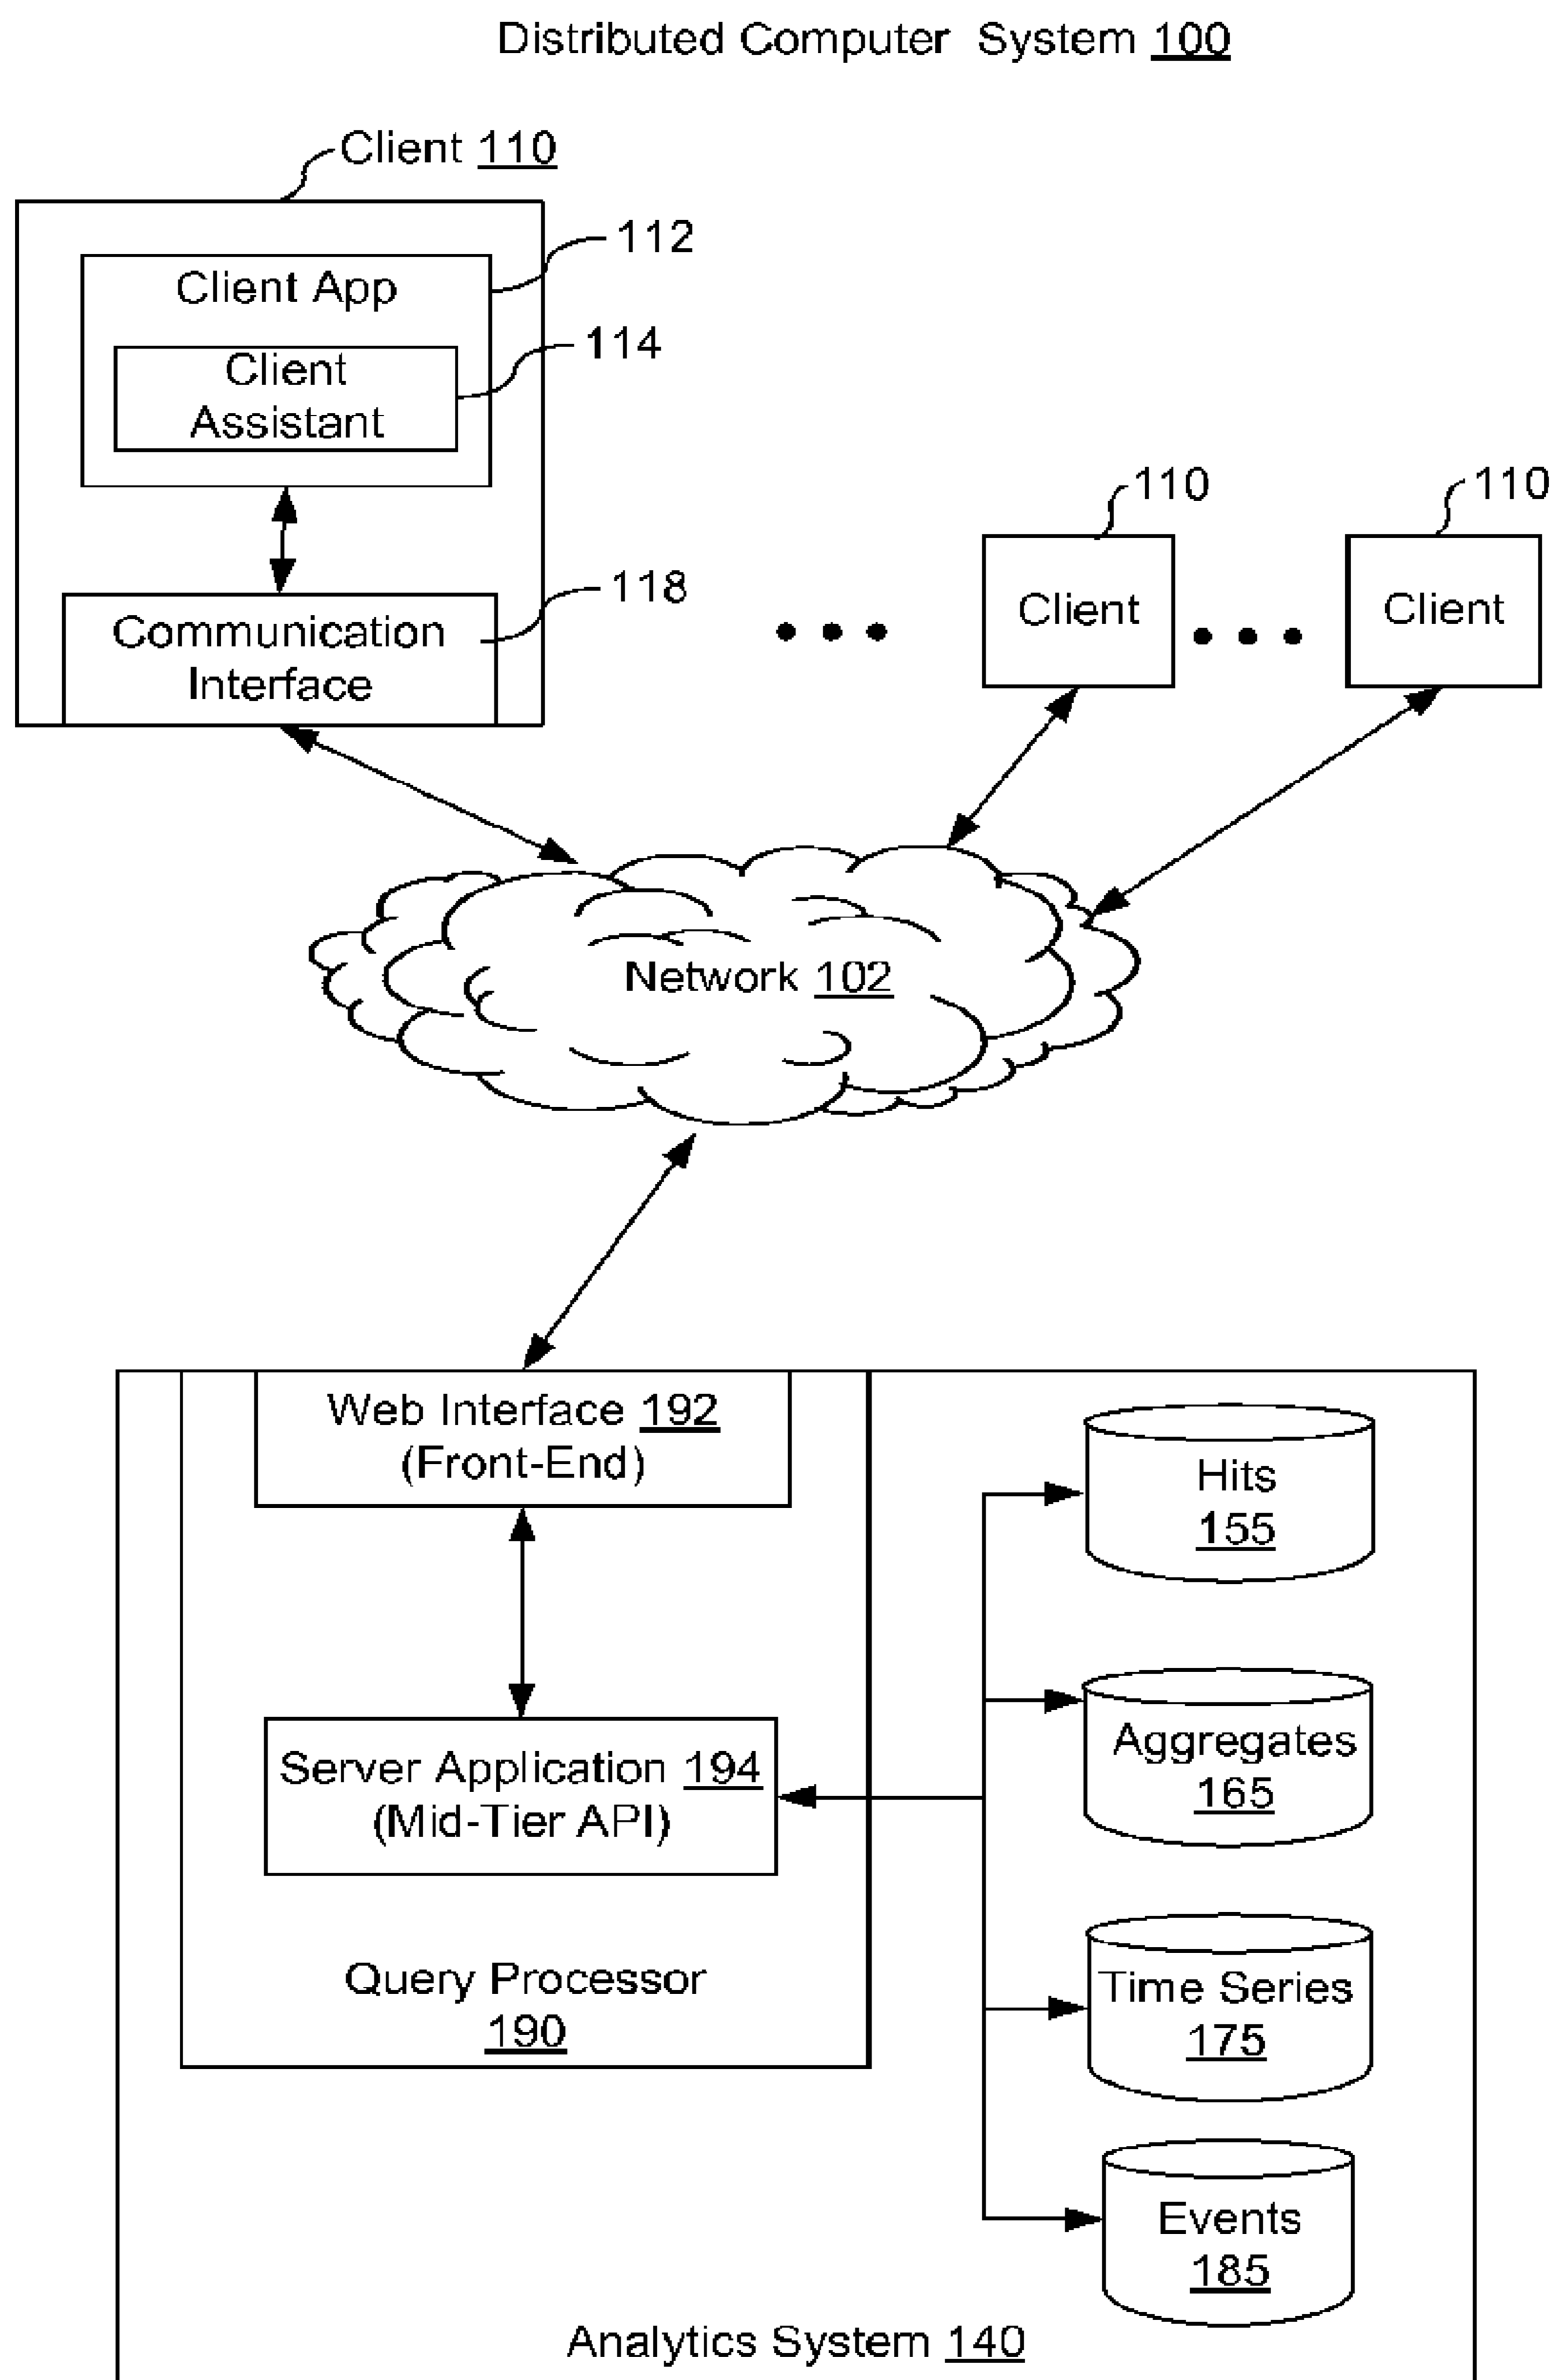 Distributed Computer System 100
Client 110
112
Client App
114
Client
Assistant
110
110
118
Communication
Interface
Client
Client
Network 102
Web Interface 192
(Front-End)
Hits
155
Server Application 194
(Mid-Tier API)
Aggregates
165
Query Processor
190
Time Series
175
Events
185
Analytics System 140